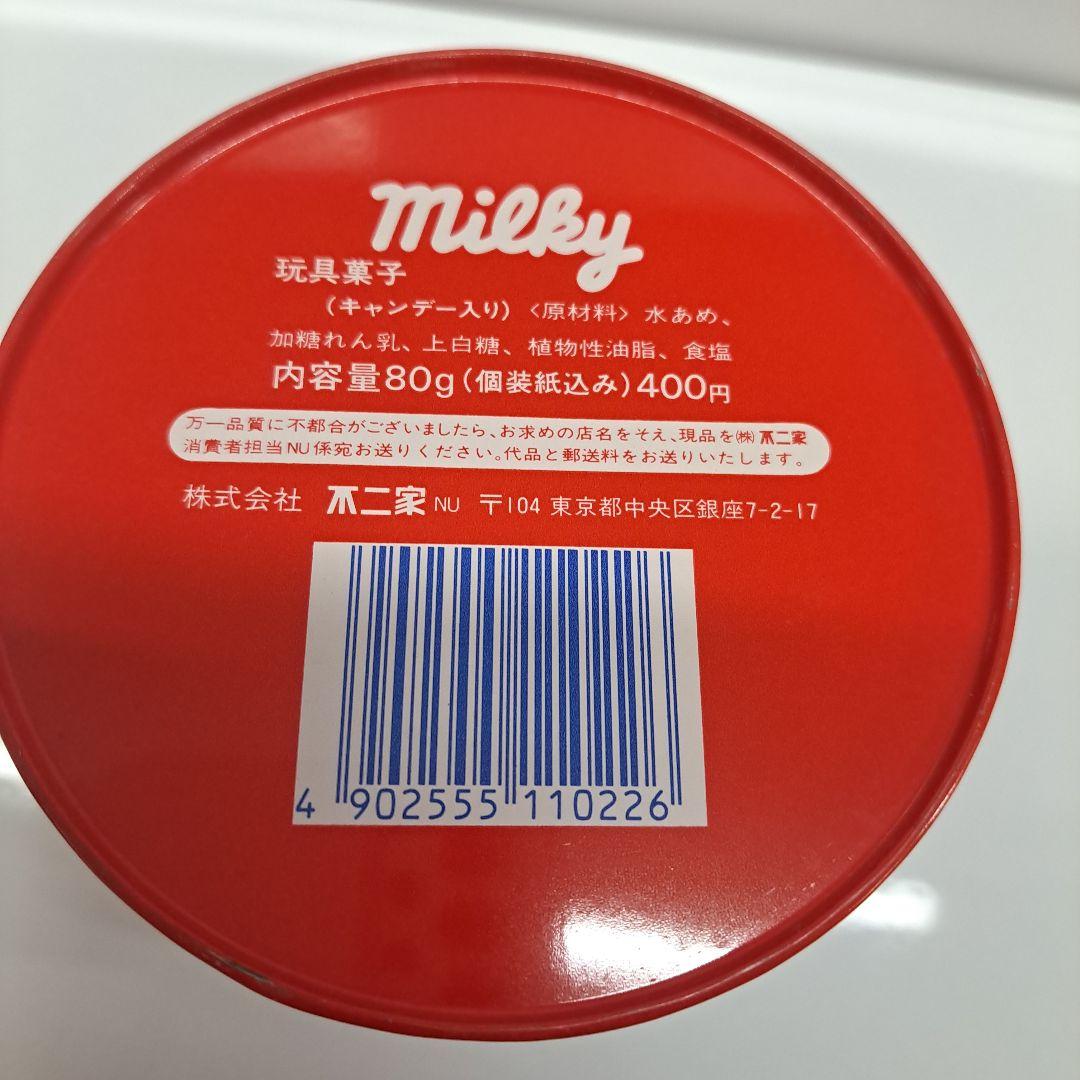 milky
玩具菓子
(キャンデー入り) 〈原材料〉 水あめ、
加糖れん乳、上白糖、植物性油脂、食塩
内容量80g(個装紙込み)400円
万一品質に不都合がございましたら、お求めの店名をそえ、現品を㈱不二家
消費者担当NU係宛お送りください。代品と郵送料をお送りいたします。
株式会社 不二家 NU 〒104 東京都中央区銀座7-2-17
4 902555 110226